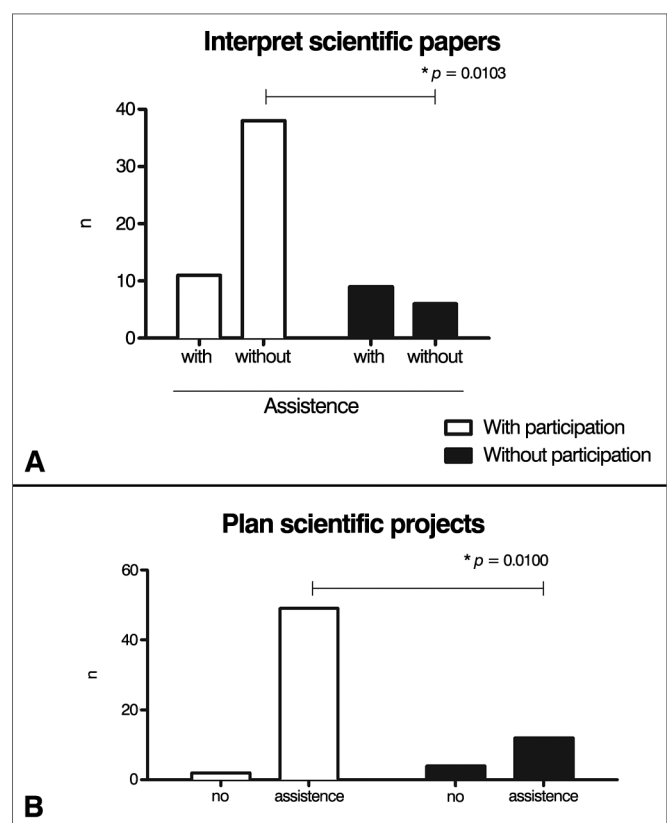 Interpret scientific papers
* p = 0.0103
40
30
20
10
0
n
with without with without
Assistence
With participation
Without participation
A
Plan scientific projects
* p = 0.0100
60
40
20
0
n
no assistence no assistence
B